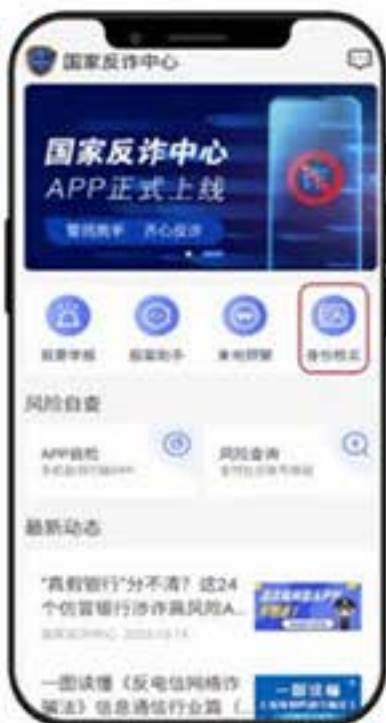 国家反诈中心
国家反诈中心
APP正式上线
警民携手 齐心反诈
诈
报案助手
来电预警
身份核实
风险自查
APP自检
风险查询
最新动态
"真假银行"分不清？这24
个仿冒银行涉诈高风险A...
一图读懂《反电信网络诈
骗法》信息通信行业篇（...
一图读懂